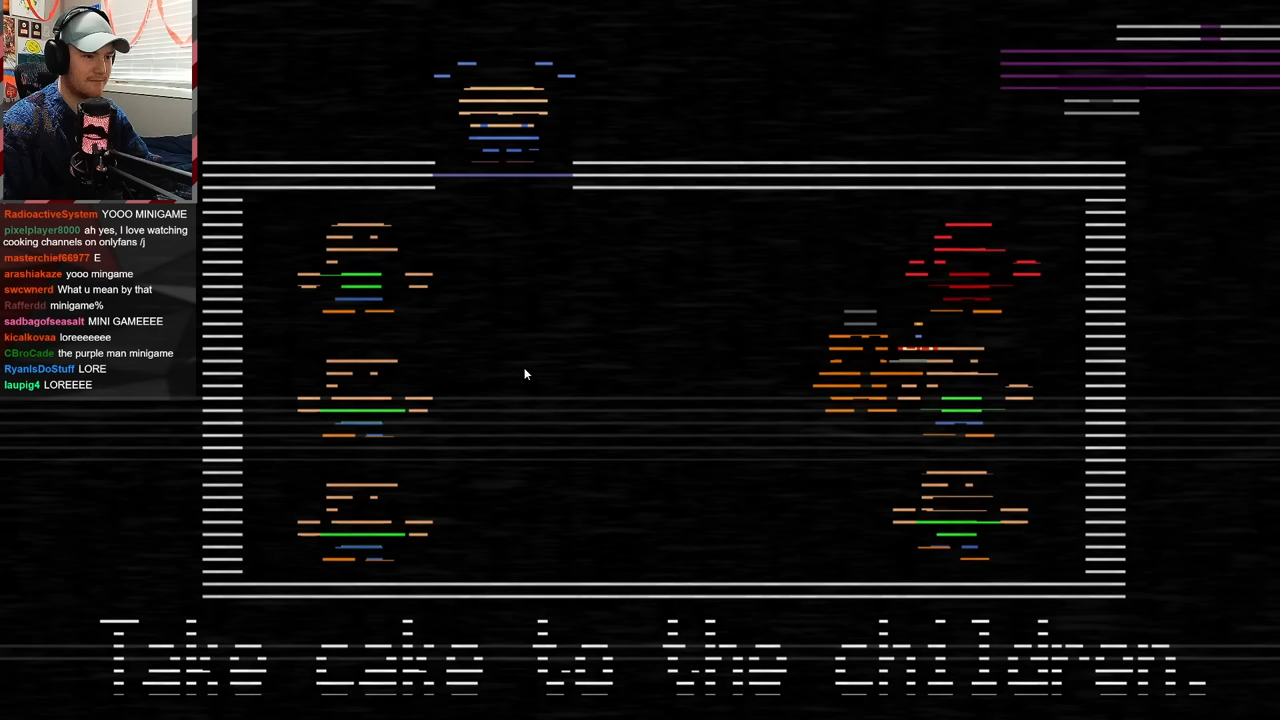 RadioactiveSystem YOOO MINIGAME
pixelplayer8000 ah yes, I love watching
cooking channels on onlyfans /j
masterchief66977 E
arashiakaze yooo mingame
swcwnerd What u mean by that
Rafferdd minigame%
sadbagofseasalt MINI GAMEEEE
kicalkovaa loreeeeeee
CBroCade the purple man minigame
RyanIsDoStuff LORE
laupig4 LOREEEE
Take cake to the children.